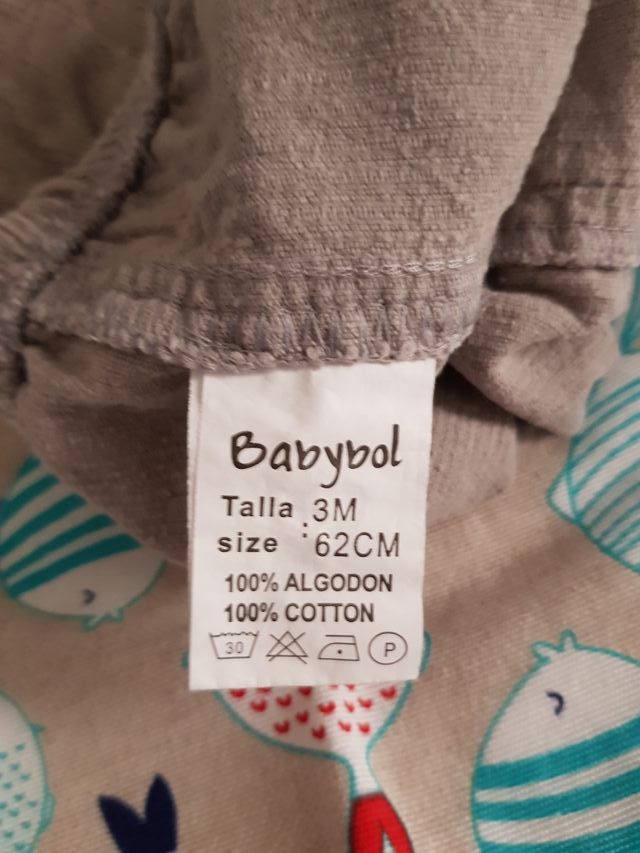 Babybol
Talla : 3M
size 62CM
100% ALGODON
100% COTTON
30 P